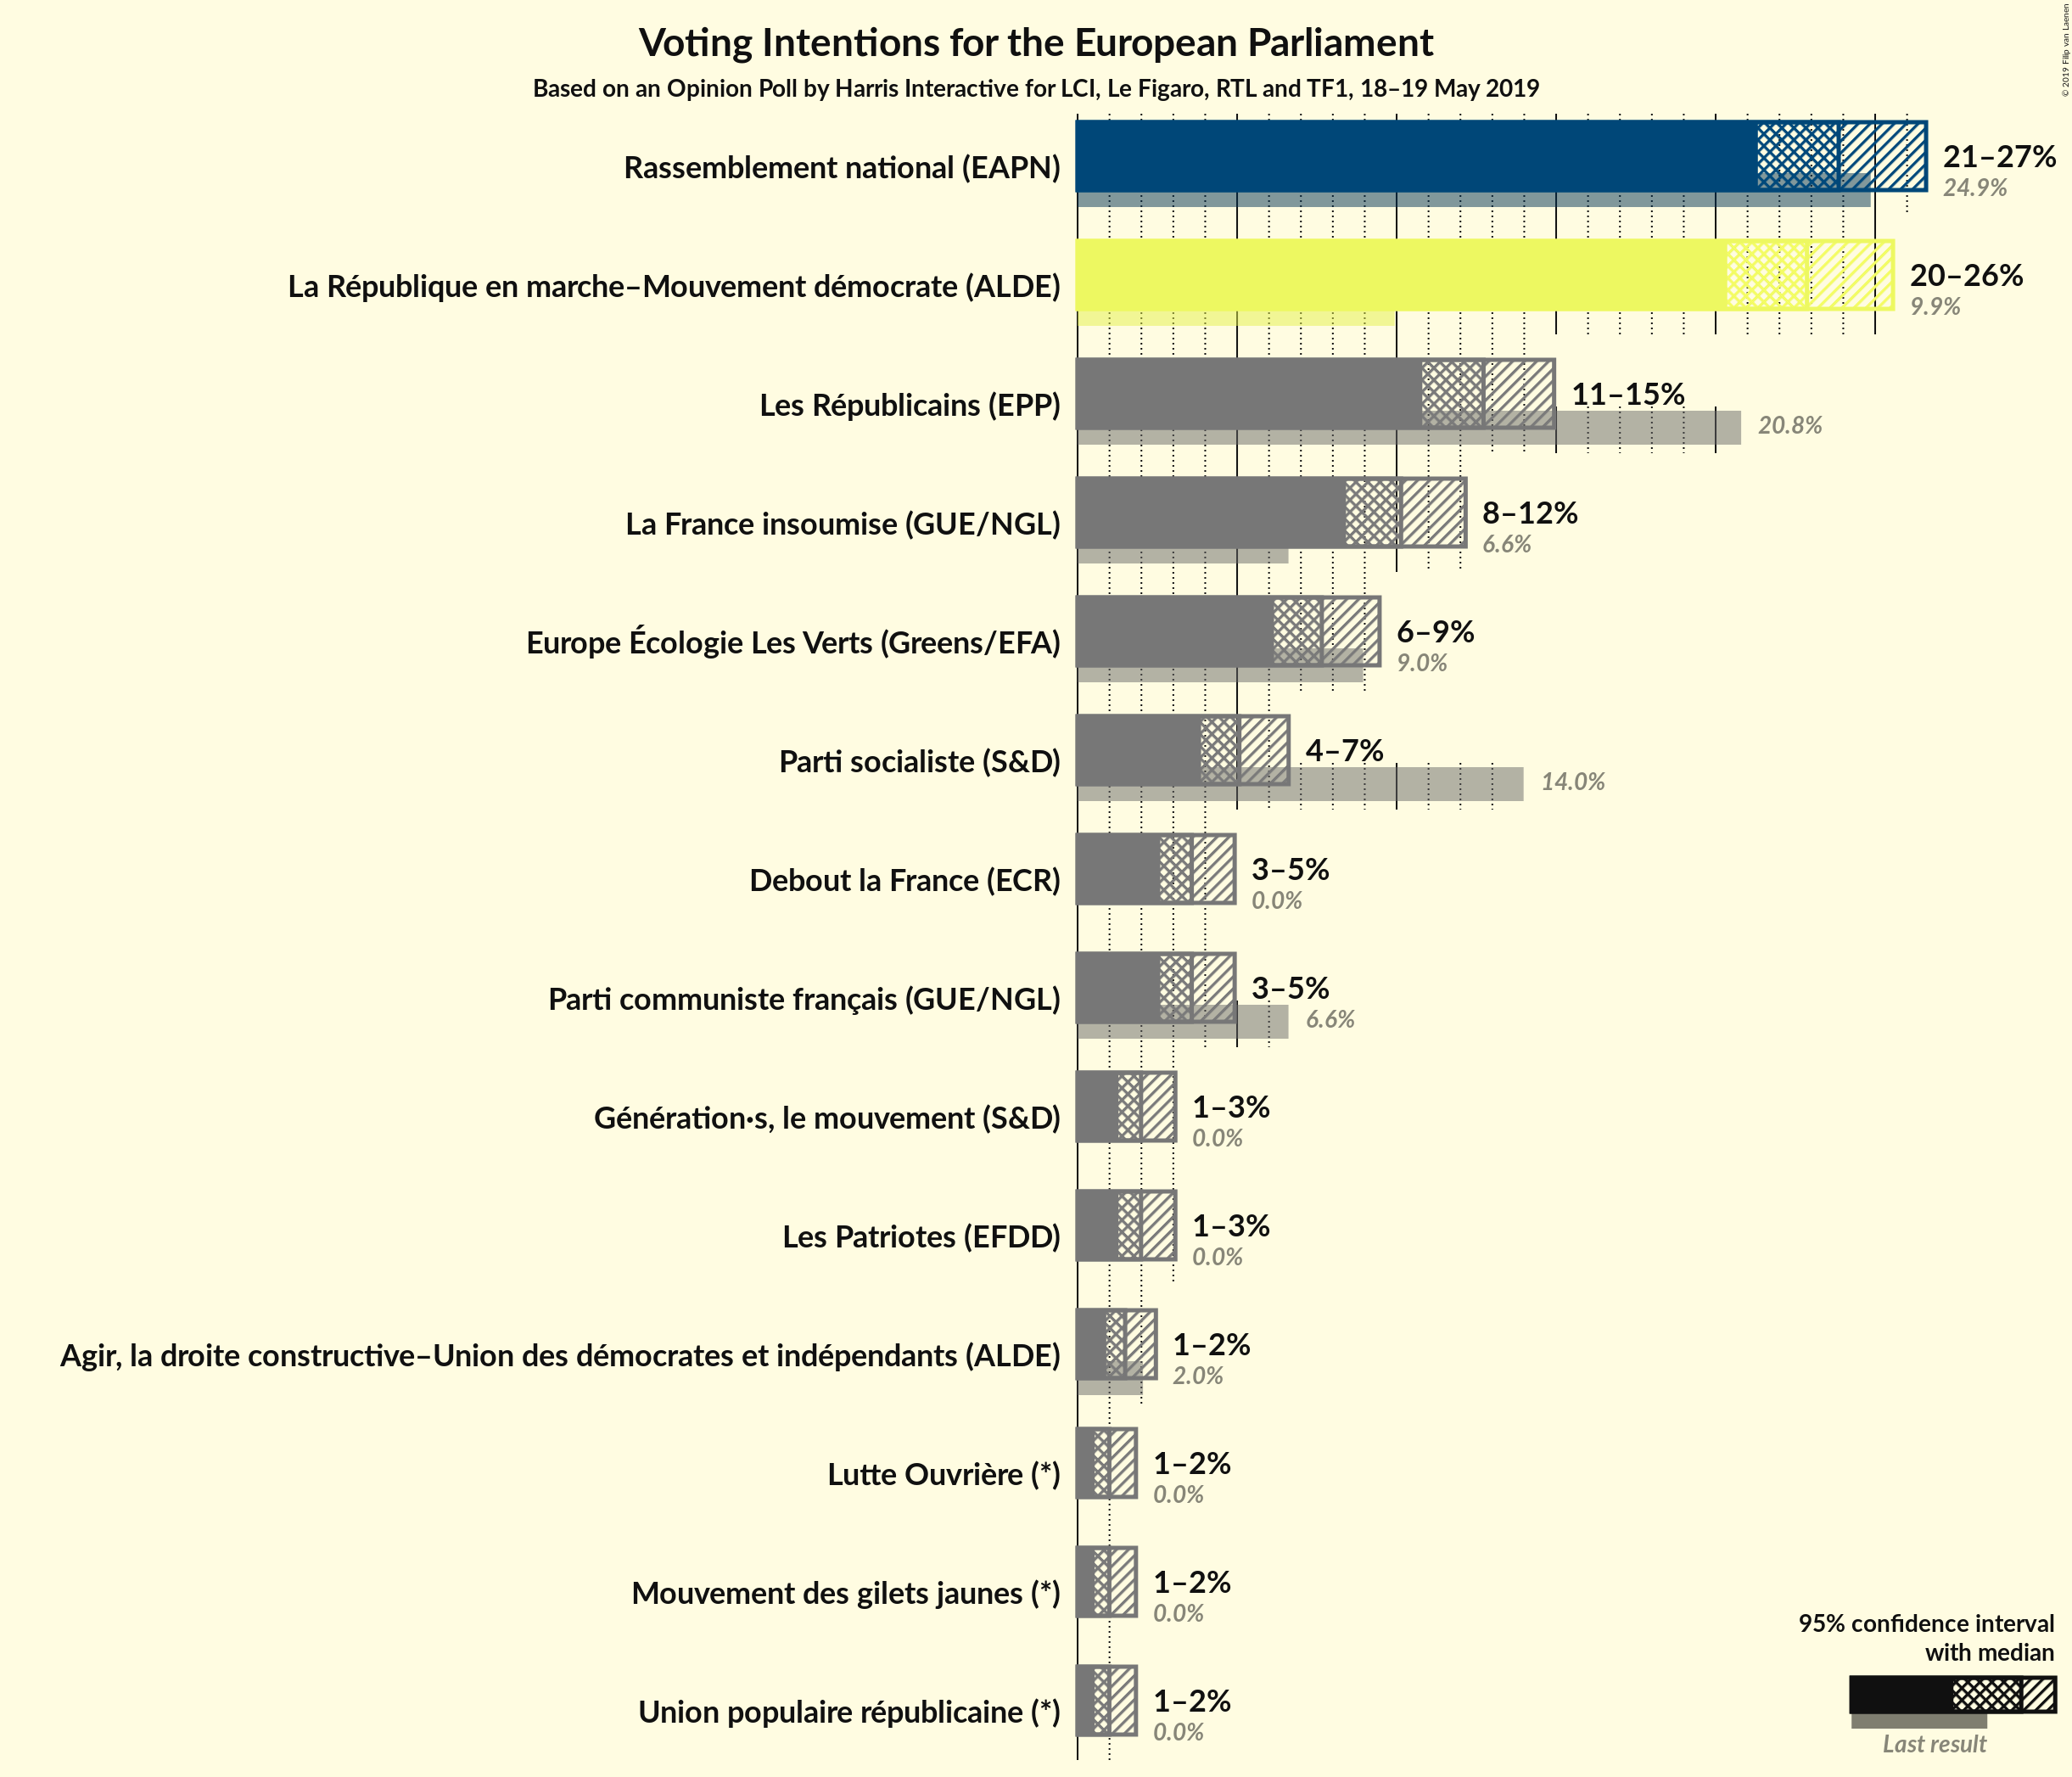 Voting Intentions for the European Parliament
Based on an Opinion Poll by Harris Interactive for LCI, Le Figaro, RTL and TF1, 18–19 May 2019
© 2019 Filip van Laenen
Rassemblement national (EAPN)
21–27%
24.9%
La République en marche–Mouvement démocrate (ALDE)
20–26%
9.9%
Les Républicains (EPP)
11–15%
20.8%
La France insoumise (GUE/NGL)
8–12%
6.6%
Europe Écologie Les Verts (Greens/EFA)
6–9%
9.0%
Parti socialiste (S&D)
4–7%
14.0%
Debout la France (ECR)
3–5%
0.0%
Parti communiste français (GUE/NGL)
3–5%
6.6%
Génération·s, le mouvement (S&D)
1–3%
0.0%
Les Patriotes (EFDD)
1–3%
0.0%
Agir, la droite constructive–Union des démocrates et indépendants (ALDE)
1–2%
2.0%
Lutte Ouvrière (*)
1–2%
0.0%
Mouvement des gilets jaunes (*)
1–2%
0.0%
Union populaire républicaine (*)
1–2%
0.0%
95% confidence interval
with median
Last result